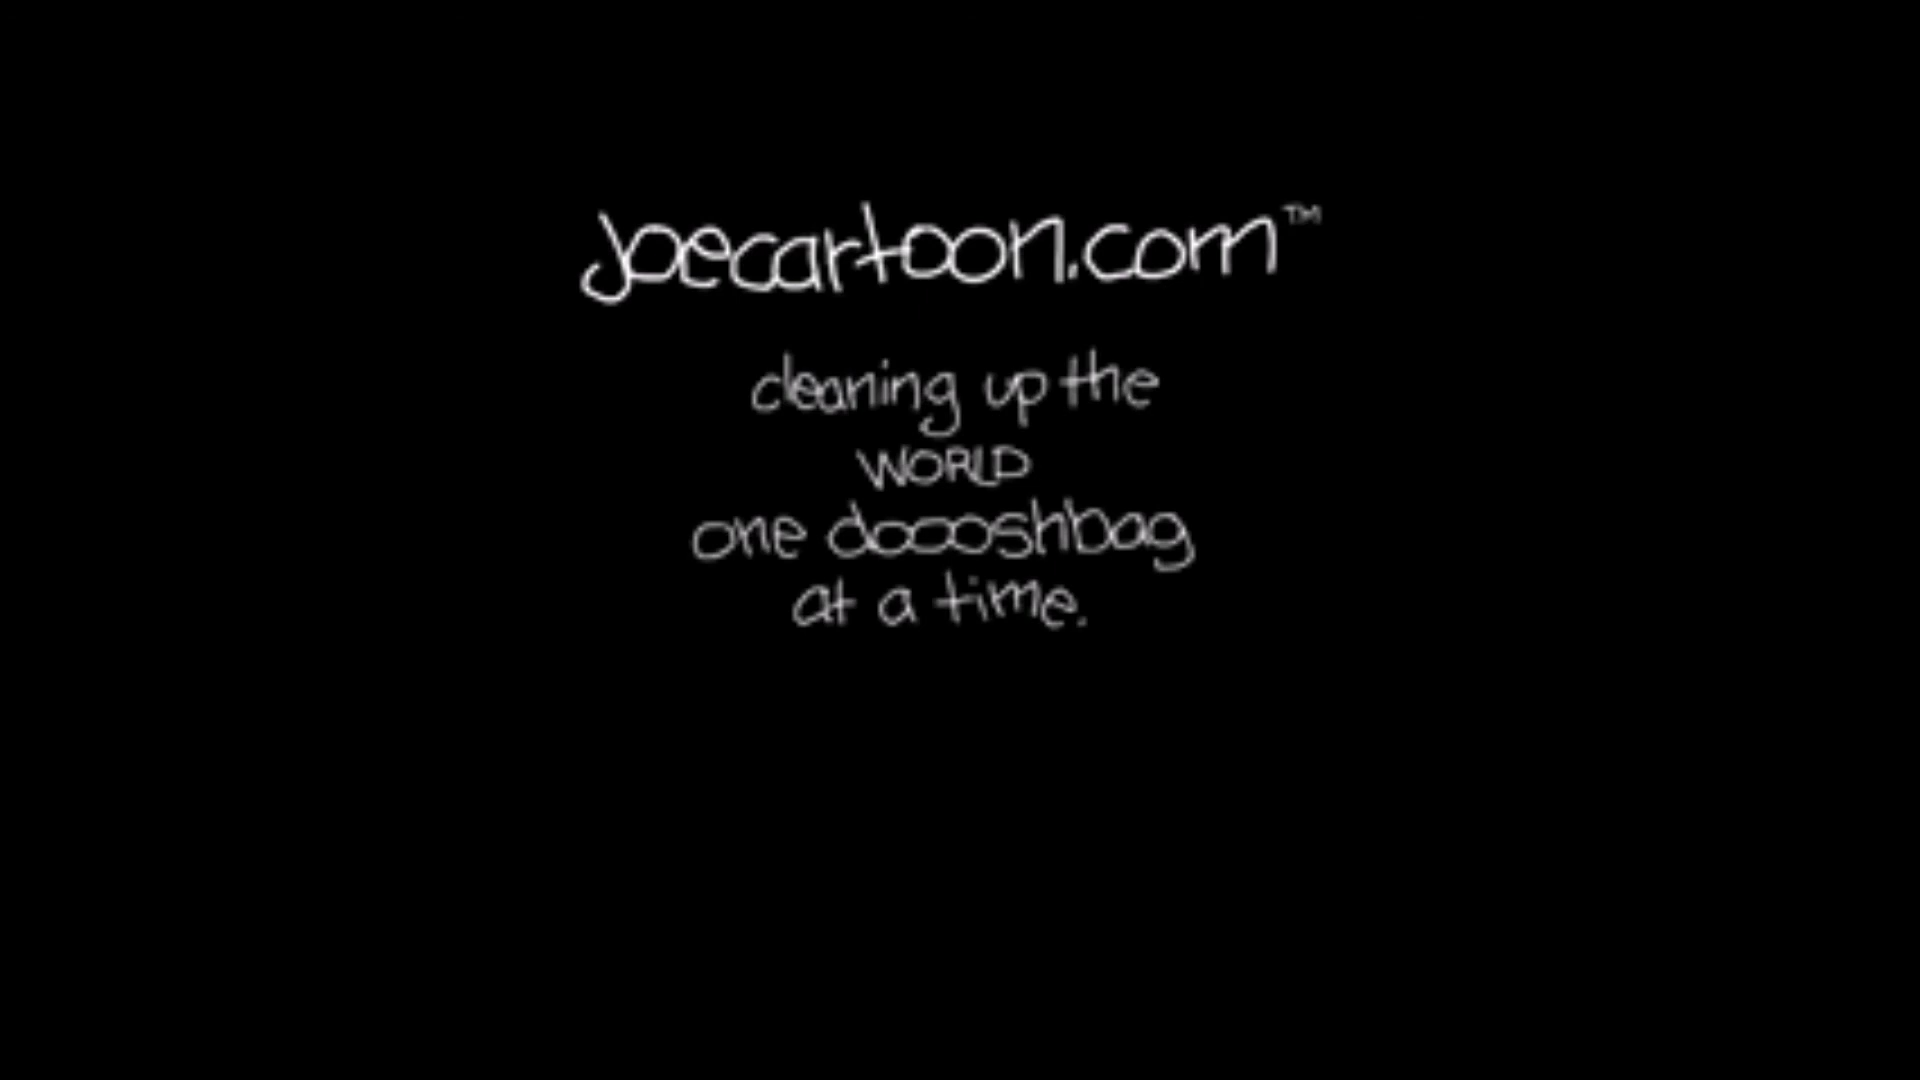 joecartoon.com™
cleaning up the
WORLD
one doooshbag
at a time.